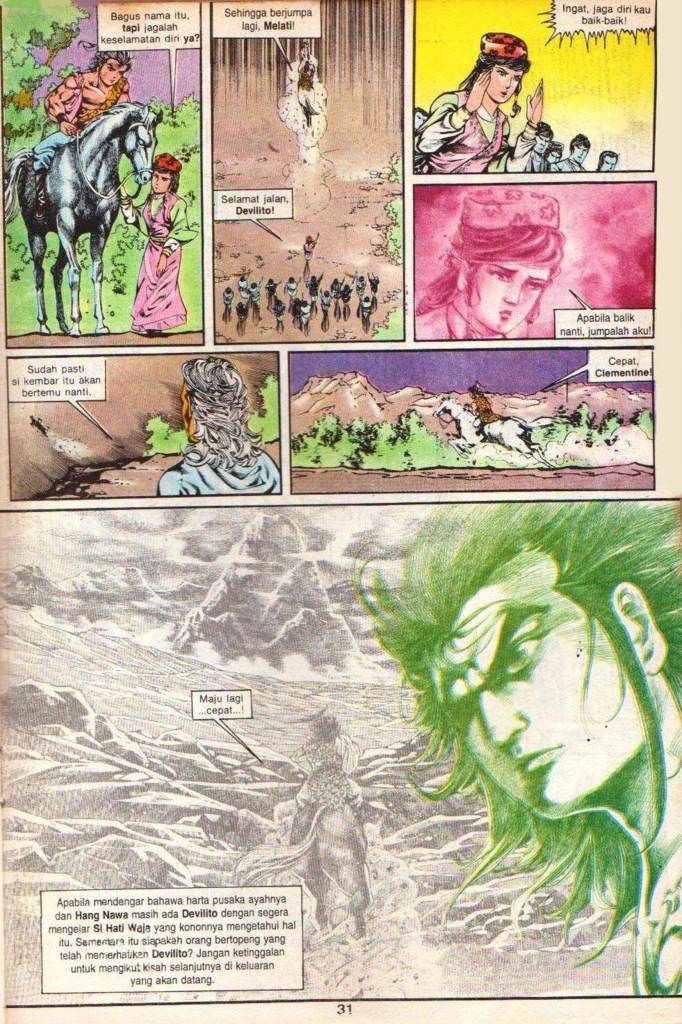 Bagus nama itu,
tapi jagalah
keselamatan diri ya?
Sehingga berjumpa
lagi, Melati!
Selamat jalan,
Devilito!
Ingat, jaga diri kau
baik-baik!
Apabila balik
nanti, jumpalah aku!
Sudah pasti
si kembar itu akan
bertemu nanti.
Cepat,
Clementine!
Maju lagi
...cepat...!
Apabila mendengar bahawa harta pusaka ayahnya
dan Hang Nawa masih ada Devilito dengan segera
mengejar Si Hati Waja yang kononnya mengetahui hal
itu. Sementara itu siapakah orang bertopeng yang
telah memerhatikan Devilito? Jangan ketinggalan
untuk mengikut kisah selanjutnya di keluaran
yang akan datang.
31